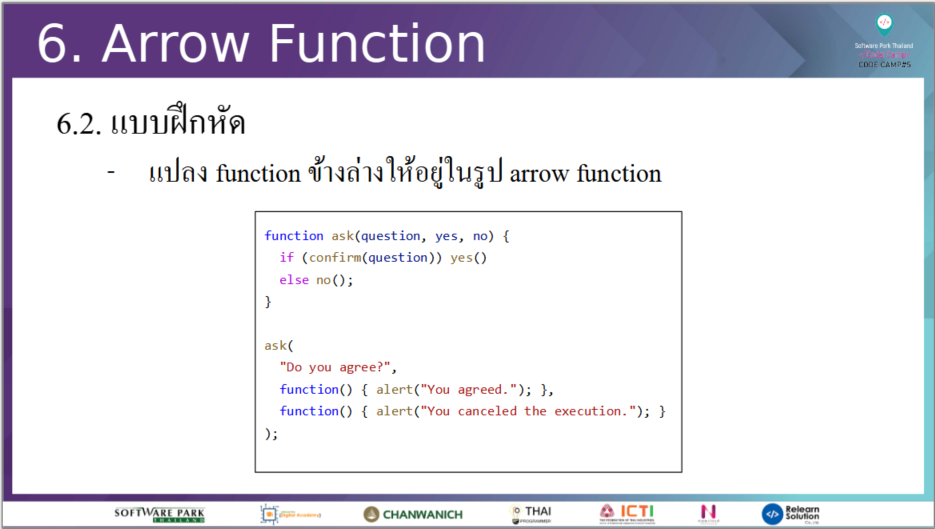 6. Arrow Function
Software Park Thailand
CODE CAMP#5
6.2. แบบฝึกหัด
- แปลง function ข้างล่างให้อยู่ในรูป arrow function
function ask(question, yes, no) {
if (confirm(question)) yes()
else no();
}
ask(
"Do you agree?",
function() { alert("You agreed."); },
function() { alert("You canceled the execution."); }
);
SOFTWARE PARK
THAILAND
Digital Academy
CHANWANICH
THAI
PROGRAMMER
ICTI
Relearn
Solution